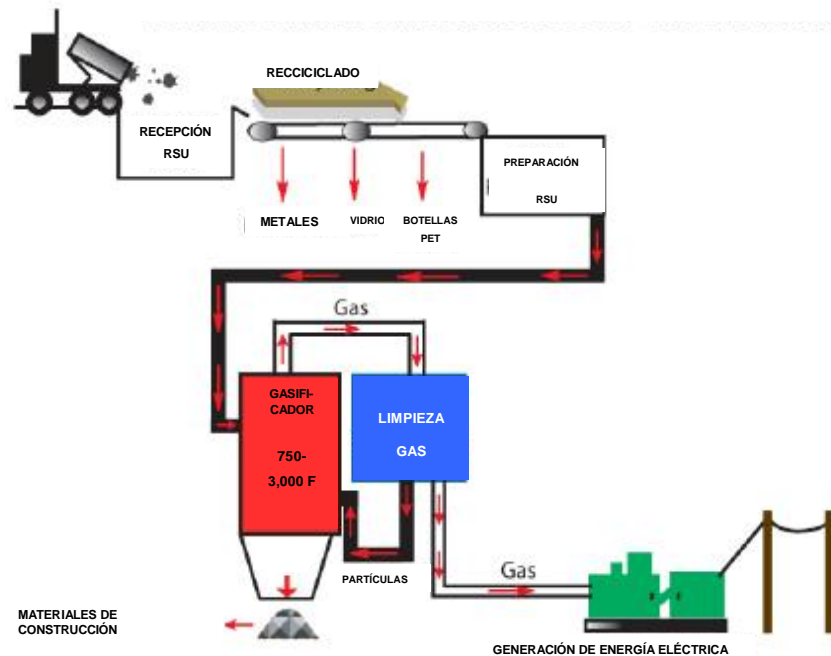 RECCICICLADO
RECEPCIÓN
RSU
PREPARACIÓN
RSU
METALES
VIDRIO
BOTELLAS
PET
Gas
GASIFI-
CADOR
750-
3,000 F
LIMPIEZA
GAS
PARTÍCULAS
Gas
MATERIALES DE
CONSTRUCCIÓN
GENERACIÓN DE ENERGÍA ELÉCTRICA